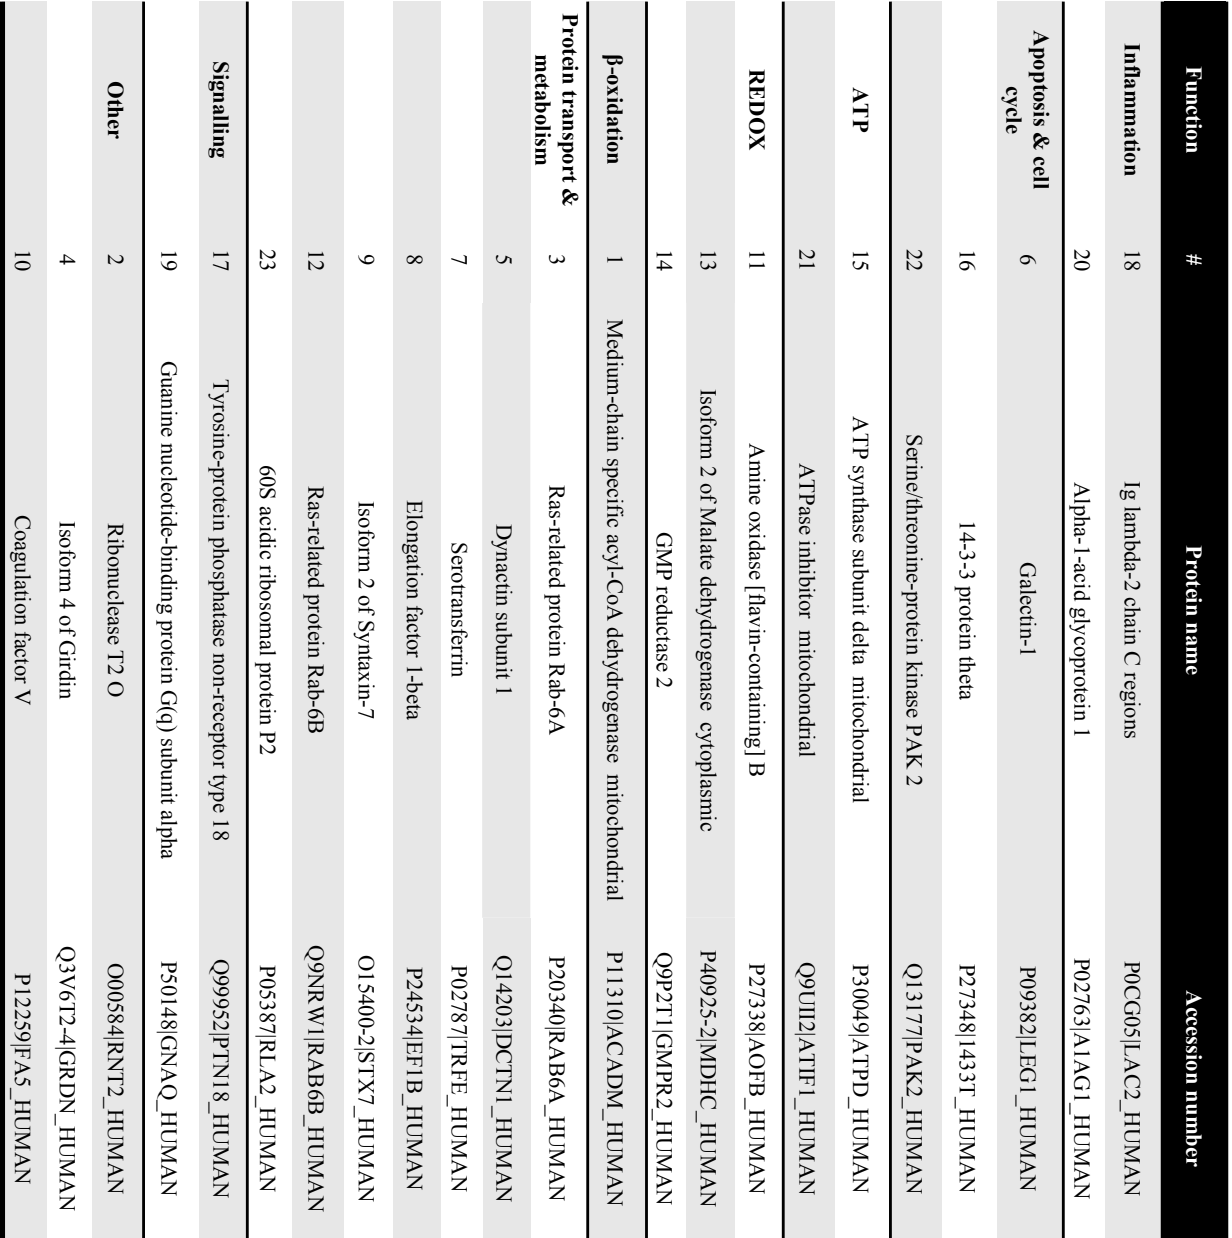 Function # Protein name Accession number
Inflammation 18 Ig lambda-2 chain C regions P0CG05|LAC2_HUMAN
20 Alpha-1-acid glycoprotein 1 P02763|A1AG1_HUMAN
Apoptosis & cell
cycle 6 Galectin-1 P09382|LEG1_HUMAN
16 14-3-3 protein theta P27348|1433T_HUMAN
22 Serine/threonine-protein kinase PAK 2 Q13177|PAK2_HUMAN
ATP 15 ATP synthase subunit delta mitochondrial P30049|ATPD_HUMAN
21 ATPase inhibitor mitochondrial Q9UII2|ATIF1_HUMAN
REDOX 11 Amine oxidase [flavin-containing] B P27338|AOFB_HUMAN
13 Isoform 2 of Malate dehydrogenase cytoplasmic P40925-2|MDHC_HUMAN
14 GMP reductase 2 Q9P2T1|GMPR2_HUMAN
β-oxidation 1 Medium-chain specific acyl-CoA dehydrogenase mitochondrial P11310|ACADM_HUMAN
Protein transport &
metabolism 3 Ras-related protein Rab-6A P20340|RAB6A_HUMAN
5 Dynactin subunit 1 Q14203|DCTN1_HUMAN
7 Serotransferrin P02787|TRFE_HUMAN
8 Elongation factor 1-beta P24534|EF1B_HUMAN
9 Isoform 2 of Syntaxin-7 O15400-2|STX7_HUMAN
12 Ras-related protein Rab-6B Q9NRW1|RAB6B_HUMAN
23 60S acidic ribosomal protein P2 P05387|RLA2_HUMAN
Signalling 17 Tyrosine-protein phosphatase non-receptor type 18 Q99952|PTN18_HUMAN
19 Guanine nucleotide-binding protein G(q) subunit alpha P50148|GNAQ_HUMAN
Other 2 Ribonuclease T2 O O00584|RNT2_HUMAN
4 Isoform 4 of Girdin Q3V6T2-4|GRDN_HUMAN
10 Coagulation factor V P12259|FA5_HUMAN